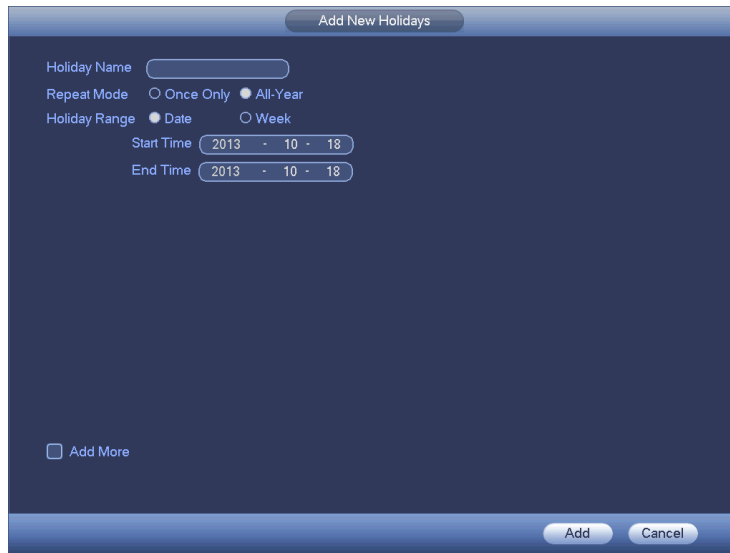 Add New Holidays
Holiday Name
Repeat Mode Once Only All-Year
Holiday Range Date Week
Start Time 2013 - 10 - 18
End Time 2013 - 10 - 18
Add More
Add Cancel